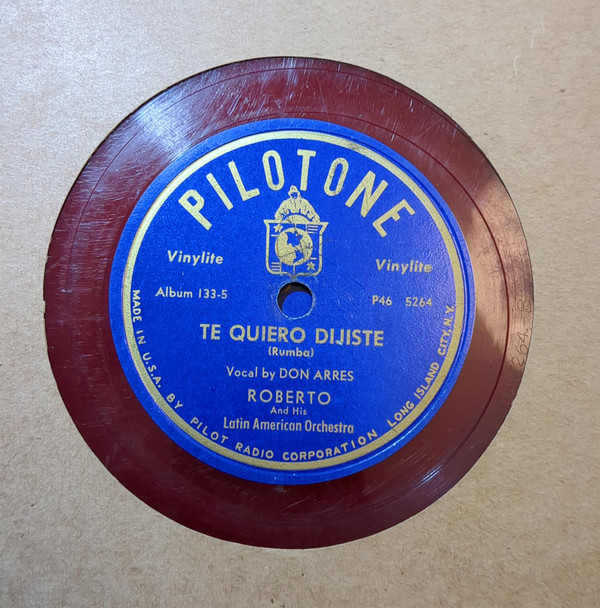 PILOTONE
Vinylite
Vinylite
Album 133-5
P46 5264
TE QUIERO DIJISTE
(Rumba)
Vocal by DON ARRES
ROBERTO
And His
Latin American Orchestra
MADE IN U.S.A. BY PILOT RADIO CORPORATION LONG ISLAND CITY, N.Y.